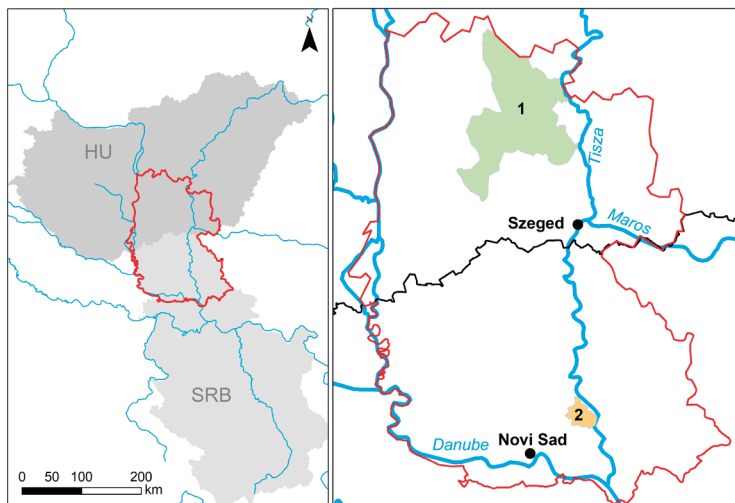 N
HU
SRB
0 50 100 200
km
1
Tisza
Szeged
Maros
2
Danube
Novi Sad